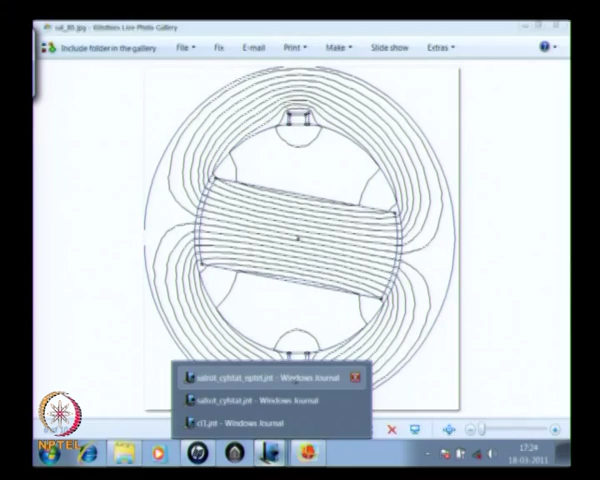 sal_85.jpg - Windows Live Photo Gallery
Include folder in the gallery File Fix E-mail Print Make Slide show Extras
salrot_cylstat_nptel.jnt - Windows Journal
salrot_cylstat.jnt - Windows Journal
cl1.jnt - Windows Journal
NPTEL
17:24
18-03-2011